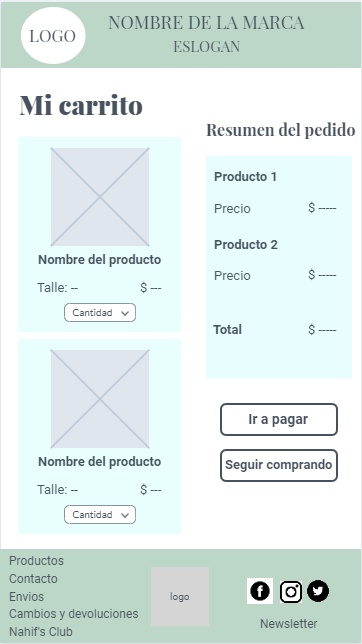 LOGO
NOMBRE DE LA MARCA
ESLOGAN
Mi carrito
Nombre del producto
Talle: --
$ ---
Cantidad
Nombre del producto
Talle: --
$ ---
Cantidad
Resumen del pedido
Producto 1
Precio $ -----
Producto 2
Precio $ -----
Total $ -----
Ir a pagar
Seguir comprando
Productos
Contacto
Envios
Cambios y devoluciones
Nahif's Club
logo
Newsletter